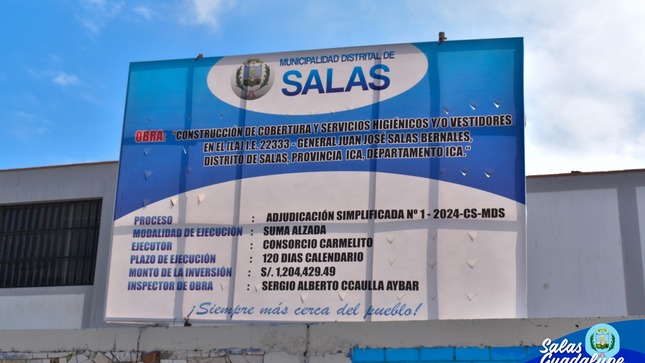 MUNICIPALIDAD DISTRITAL DE
SALAS
OBRA: "CONSTRUCCIÓN DE COBERTURA Y SERVICIOS HIGIÉNICOS Y/O VESTIDORES
EN EL (LA) I.E. 22333 - GENERAL JUAN JOSÉ SALAS BERNALES,
DISTRITO DE SALAS, PROVINCIA ICA. DEPARTAMENTO ICA."
PROCESO : ADJUDICACIÓN SIMPLIFICADA Nº 1 - 2024-CS-MDS
MODALIDAD DE EJECUCIÓN : SUMA ALZADA
EJECUTOR : CONSORCIO CARMELITO
PLAZO DE EJECUCIÓN : 120 DIAS CALENDARIO
MONTO DE LA INVERSIÓN : S/. 1,204,429.49
INSPECTOR DE OBRA : SERGIO ALBERTO CCAULLA AYBAR
¡Siempre más cerca del pueblo!
Salas
Guadalupe